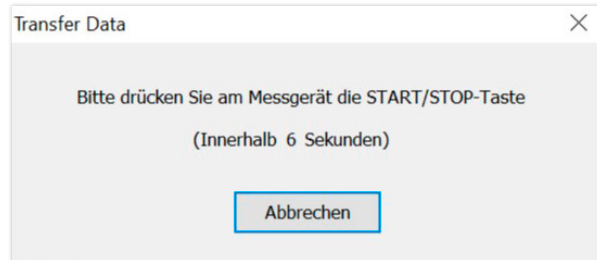 Transfer Data
Bitte drücken Sie am Messgerät die START/STOP-Taste
(Innerhalb 6 Sekunden)
Abbrechen